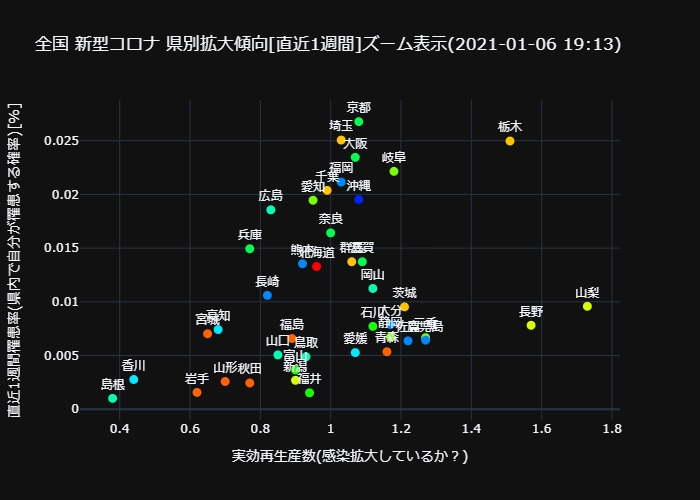 全国 新型コロナ 県別拡大傾向[直近1週間]ズーム表示(2021-01-06 19:13)
直近1週間罹患率(県内で自分が罹患する確率)[%]
京都
埼玉
栃木
0.025
大阪
岐阜
福岡
千葉
愛知
沖縄
0.02
広島
奈良
兵庫
0.015
熊本
北海道
群馬
滋賀
岡山
長崎
茨城
山梨
0.01
石川
大分
長野
宮城
高知
福島
静岡
佐賀
鹿児島
三重
山口
鳥取
愛媛
青森
0.005
富山
新潟
香川
岩手
山形
秋田
福井
島根
0
0.4
0.6
0.8
1
1.2
1.4
1.6
1.8
実効再生産数(感染拡大しているか？)